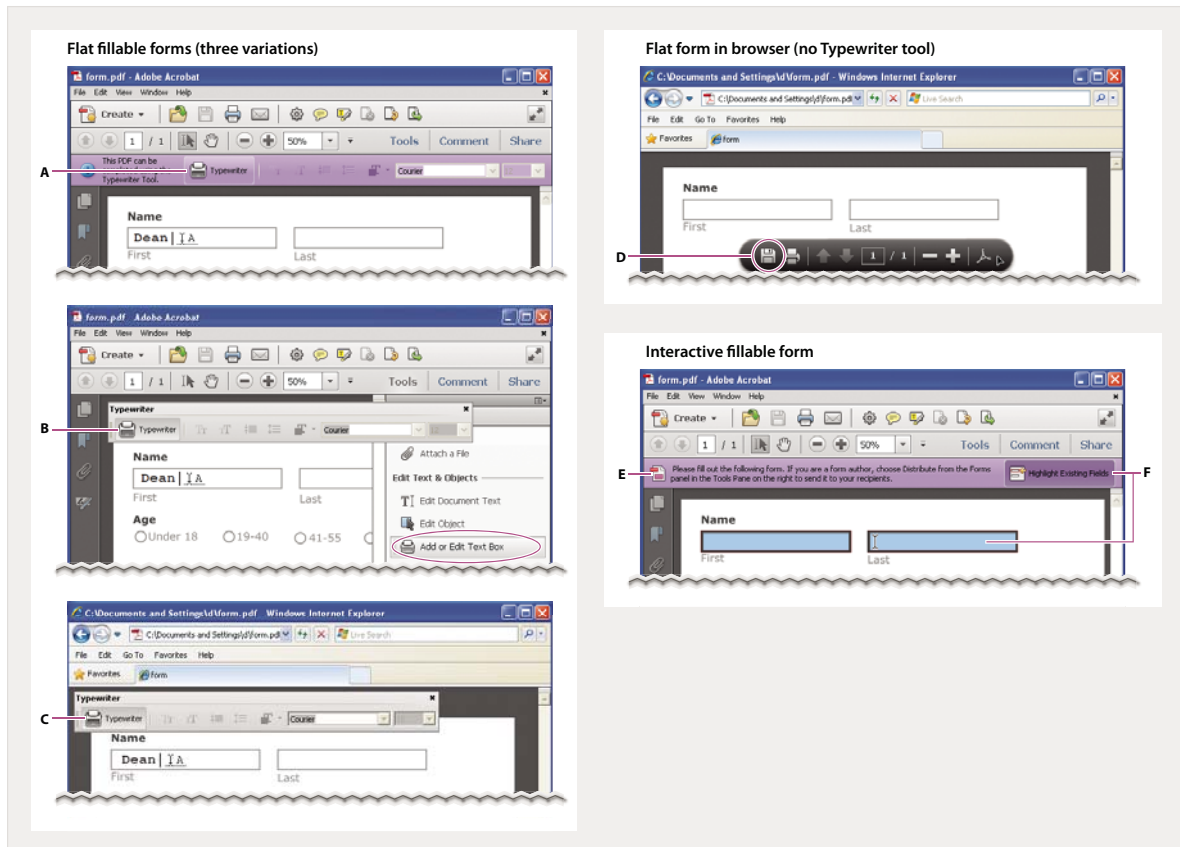 Flat fillable forms (three variations)
form.pdf - Adobe Acrobat
File Edit View Window Help
Create
1 / 1 50% Tools Comment Share
This PDF can be
Typewriter Tool.
Typewriter
Courier
A
Name
Dean A
First Last
form.pdf Adobe Acrobat
File Edit View Window Help
Create
1 / 1 50% Tools Comment Share
Typewriter
B
Typewriter Courier
Attach a File
Name
Dean A
Edit Text & Objects
First Last
Edit Document Text
Age
Edit Object
Under 18 19-40 41-55
Add or Edit Text Box
C:\Documents and Settings\d\form.pdf Windows Internet Explorer
C:\Documents and Settings\d\form.pd Live Search
File Edit Go To Favorites Help
Favorites form
Typewriter
C
Typewriter Courier
Name
Dean A
First Last
Flat form in browser (no Typewriter tool)
C:\Documents and Settings\d\form.pdf - Windows Internet Explorer
C:\Documents and Settings\d\form.pd Live Search
File Edit Go To Favorites Help
Favorites form
Name
First Last
D
1 / 1
Interactive fillable form
form.pdf - Adobe Acrobat
File Edit View Window Help
Create
1 / 1 50% Tools Comment Share
E
Please fill out the following form. If you are a form author, choose Distribute from the Forms
panel in the Tools Pane on the right to send it to your recipients.
Highlight Existing Fields
F
Name
First Last